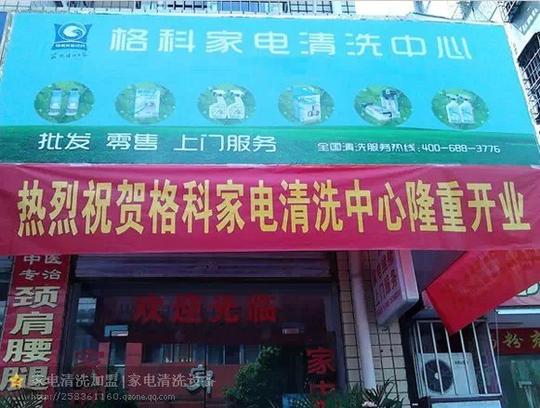 格科家电清洗中心
批发 零售 上门服务
全国清洗服务热线:400-688-3776
热烈祝贺格科家电清洗中心隆重开业
中医
专治
颈肩腰腿
欢迎光临
家电清洗加盟|家电清洗设备
http://258361160.qzone.qq.com